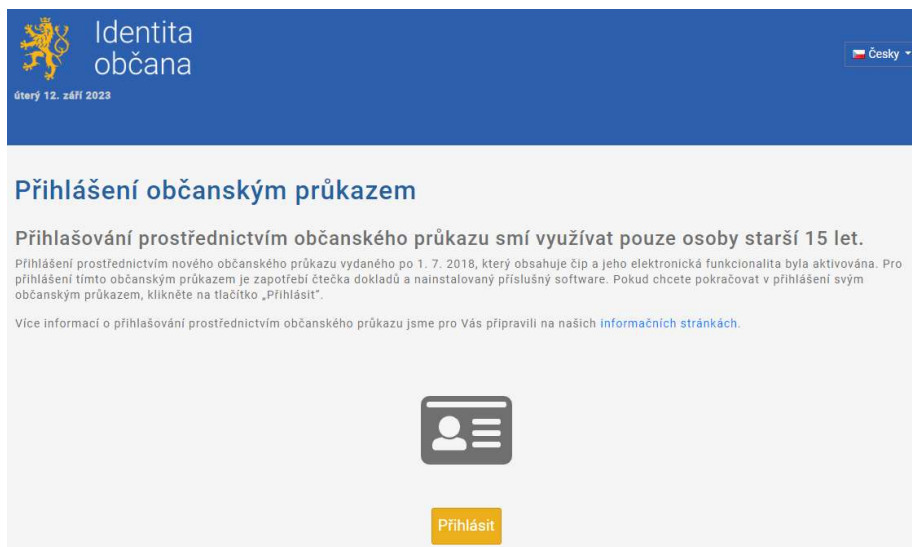 Identita
občana
Česky
úterý 12. září 2023
Přihlášení občanským průkazem
Přihlašování prostřednictvím občanského průkazu smí využívat pouze osoby starší 15 let.
Přihlášení prostřednictvím nového občanského průkazu vydaného po 1. 7. 2018, který obsahuje čip a jeho elektronická funkcionalita byla aktivována. Pro
přihlášení tímto občanským průkazem je zapotřebí čtečka dokladů a nainstalovaný příslušný software. Pokud chcete pokračovat v přihlášení svým
občanským průkazem, klikněte na tlačítko „Přihlásit“.
Více informací o přihlašování prostřednictvím občanského průkazu jsme pro Vás připravili na našich informačních stránkách.
Přihlásit